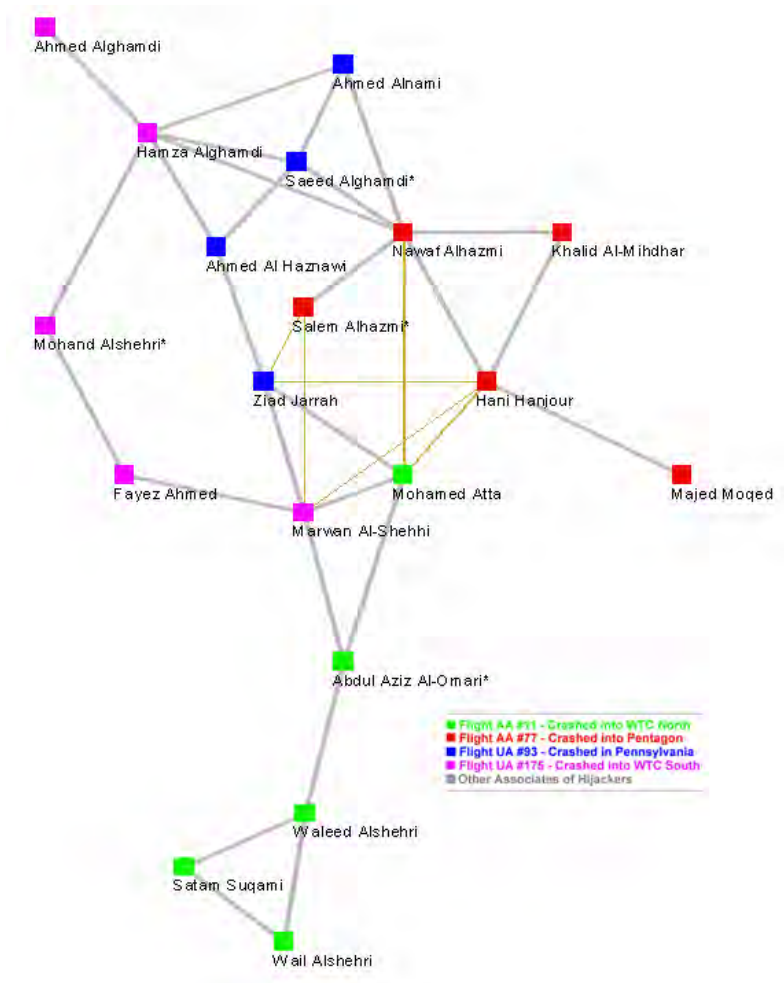 Ahmed Alghamdi
Ahmed Alnami
Hamza Alghamdi
Saeed Alghamdi*
Nawaf Alhazmi
Khalid Al-Mihdhar
Ahmed Al Haznawi
Salem Alhazmi*
Mohand Alshehri*
Ziad Jarrah
Hani Hanjour
Fayez Ahmed
Mohamed Atta
Majed Moqed
Marwan Al-Shehhi
Abdul Aziz Al-Omari*
Flight AA #11 - Crashed into WTC North
Flight AA #77 - Crashed into Pentagon
Flight UA #93 - Crashed in Pennsylvania
Flight UA #175 - Crashed into WTC South
Other Associates of Hijackers
Waleed Alshehri
Satam Suqami
Wail Alshehri